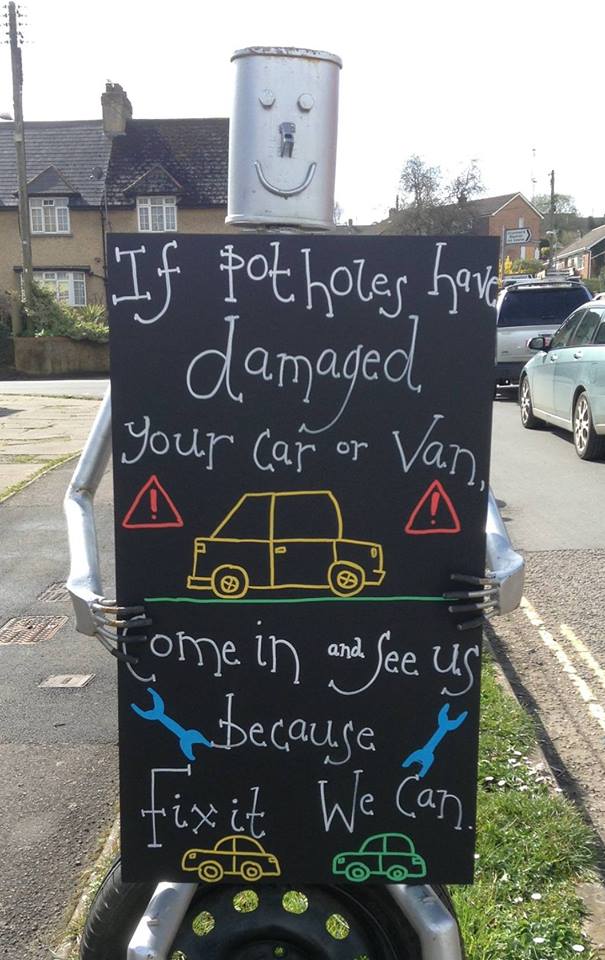 If Potholes have
damaged
your car or Van,
Come in and See us
because
Fix it We Can.